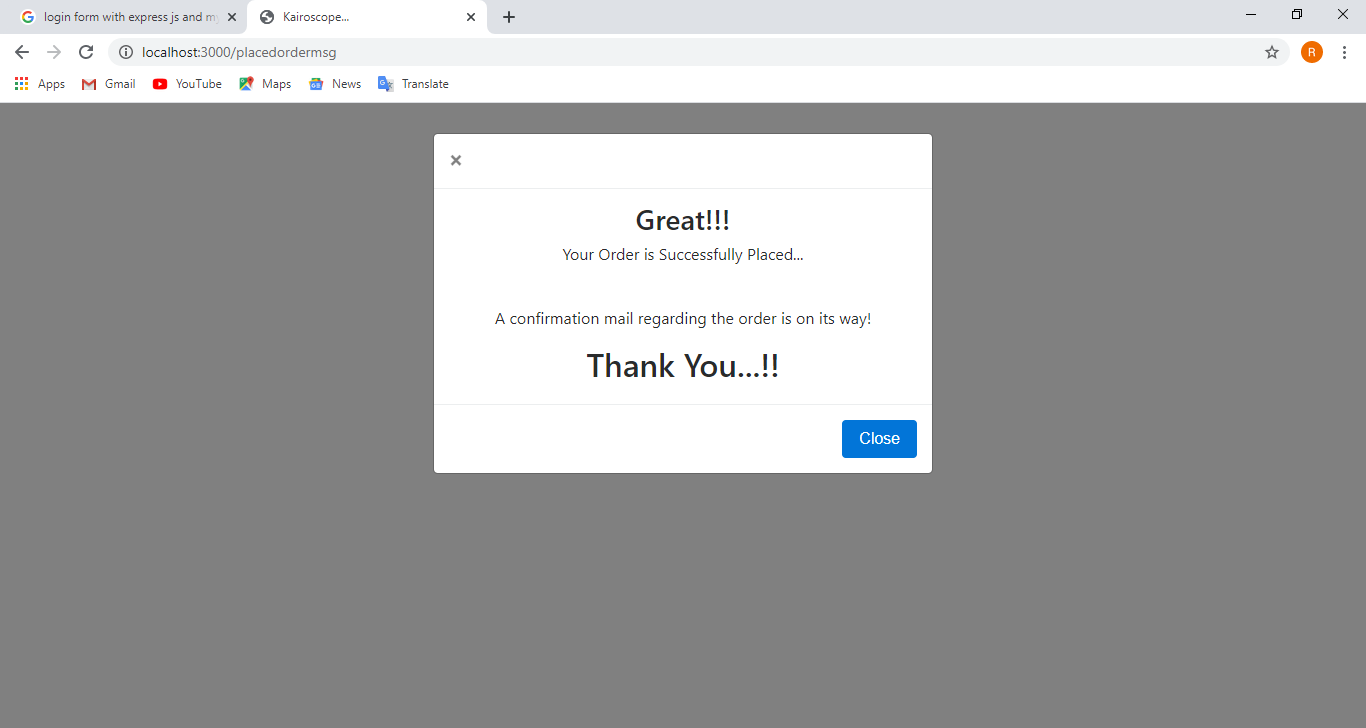 login form with express js and my
Kairoscope...
localhost:3000/placedordermsg
R
Apps
Gmail
YouTube
Maps
News
Translate
×
Great!!!
Your Order is Successfully Placed...
A confirmation mail regarding the order is on its way!
Thank You...!!
Close